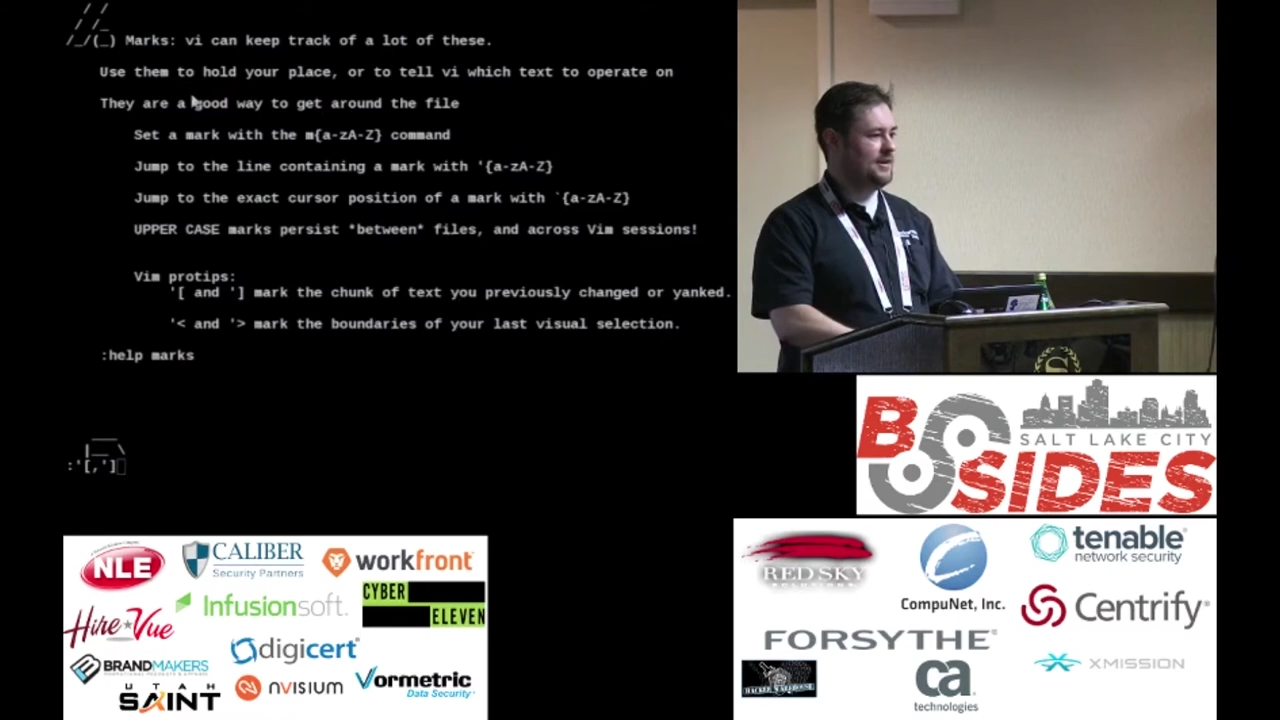 /_/(_) Marks: vi can keep track of a lot of these.
Use them to hold your place, or to tell vi which text to operate on
They are a good way to get around the file
Set a mark with the m{a-zA-Z} command
Jump to the line containing a mark with '{a-zA-Z}
Jump to the exact cursor position of a mark with `{a-zA-Z}
UPPER CASE marks persist *between* files, and across Vim sessions!
Vim protips:
'[ and '] mark the chunk of text you previously changed or yanked.
'< and '> mark the boundaries of your last visual selection.
:help marks
:'[,']
S
BSIDES
SALT LAKE CITY
NLE
CALIBER
Security Partners
workfront
HireVue
Infusionsoft.
CYBER
ELEVEN
BRANDMAKERS
digicert®
UTAH
SAINT
nVISIUM
Vormetric
Data Security™
RED SKY
SOLUTIONS
CompuNet, Inc.
tenable®
network security
Centrify®
FORSYTHE®
HACKER WAREHOUSE
ca
technologies
XMISSION